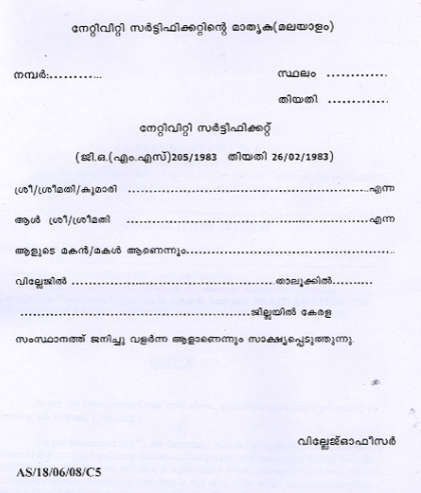 നേറ്റിവിറ്റി സർട്ടിഫിക്കറ്റിന്റെ മാതൃക(മലയാളം)
നമ്പർ:............ സ്ഥലം .............
തിയതി .............
നേറ്റിവിറ്റി സർട്ടിഫിക്കറ്റ്
(ജി.ഒ.(എം.എസ്)205/1983 തിയതി 26/02/1983)
ശ്രീ/ശ്രീമതി/കുമാരി ..........................................................എന്ന
ആൾ ശ്രീ/ശ്രീമതി ..........................................................എന്ന
ആളുടെ മകൻ/മകൾ ആണെന്നും..................................................
വില്ലേജിൽ ................................................താലൂക്കിൽ..........
......................................................ജില്ലയിൽ കേരള
സംസ്ഥാനത്ത് ജനിച്ചു വളർന്ന ആളാണെന്നും സാക്ഷ്യപ്പെടുത്തുന്നു.
വില്ലേജ്ഓഫീസർ
AS/18/06/08/C5